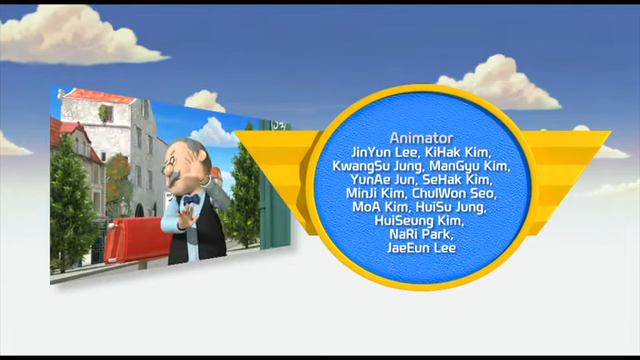 Animator
JinYun Lee, KiHak Kim,
KwangSu Jung, ManGyu Kim,
YunAe Jun, SeHak Kim,
MinJi Kim, ChulWon Seo,
MoA Kim, HuiSu Jung,
HuiSeung Kim,
NaRi Park,
JaeEun Lee